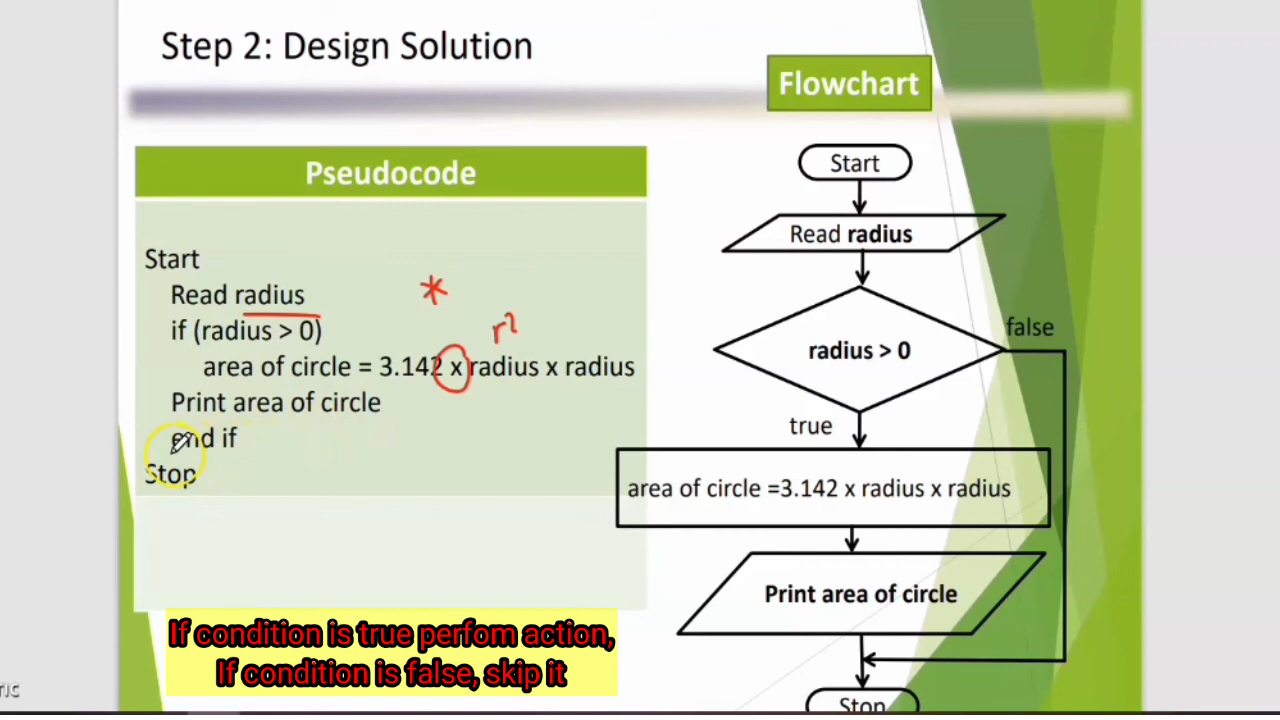 Step 2: Design Solution
Flowchart
Pseudocode
Start
Read radius
*
if (radius > 0)
r²
area of circle = 3.142 x radius x radius
Print area of circle
end if
Stop
If condition is true perfom action,
If condition is false, skip it
Start
Read radius
radius > 0
false
true
area of circle =3.142 x radius x radius
Print area of circle
Stop